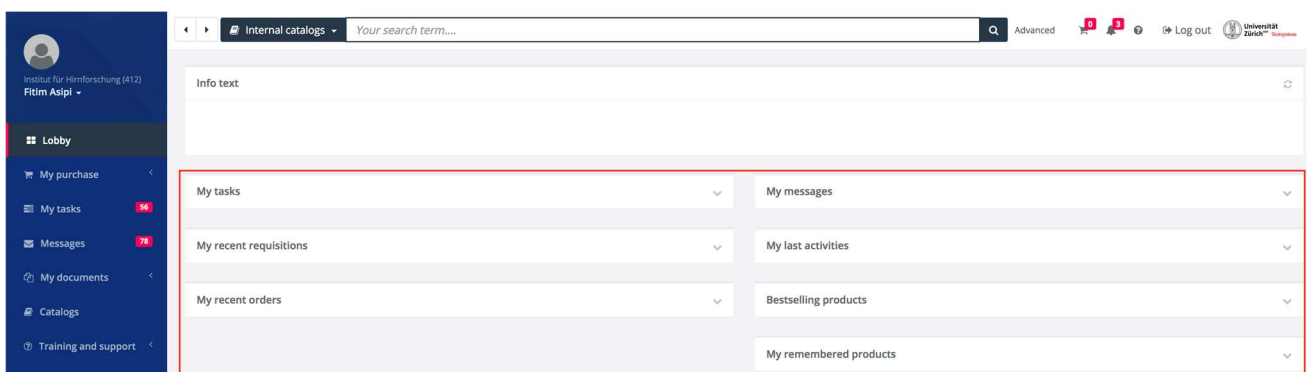 Internal catalogs
Your search term....
Advanced
0
3
Log out
Universität
Zürich
UZH
Institut für Hirnforschung (412)
Fitim Asipi
Lobby
My purchase
My tasks
56
Messages
78
My documents
Catalogs
Training and support
Info text
My tasks
My messages
My recent requisitions
My last activities
My recent orders
Bestselling products
My remembered products